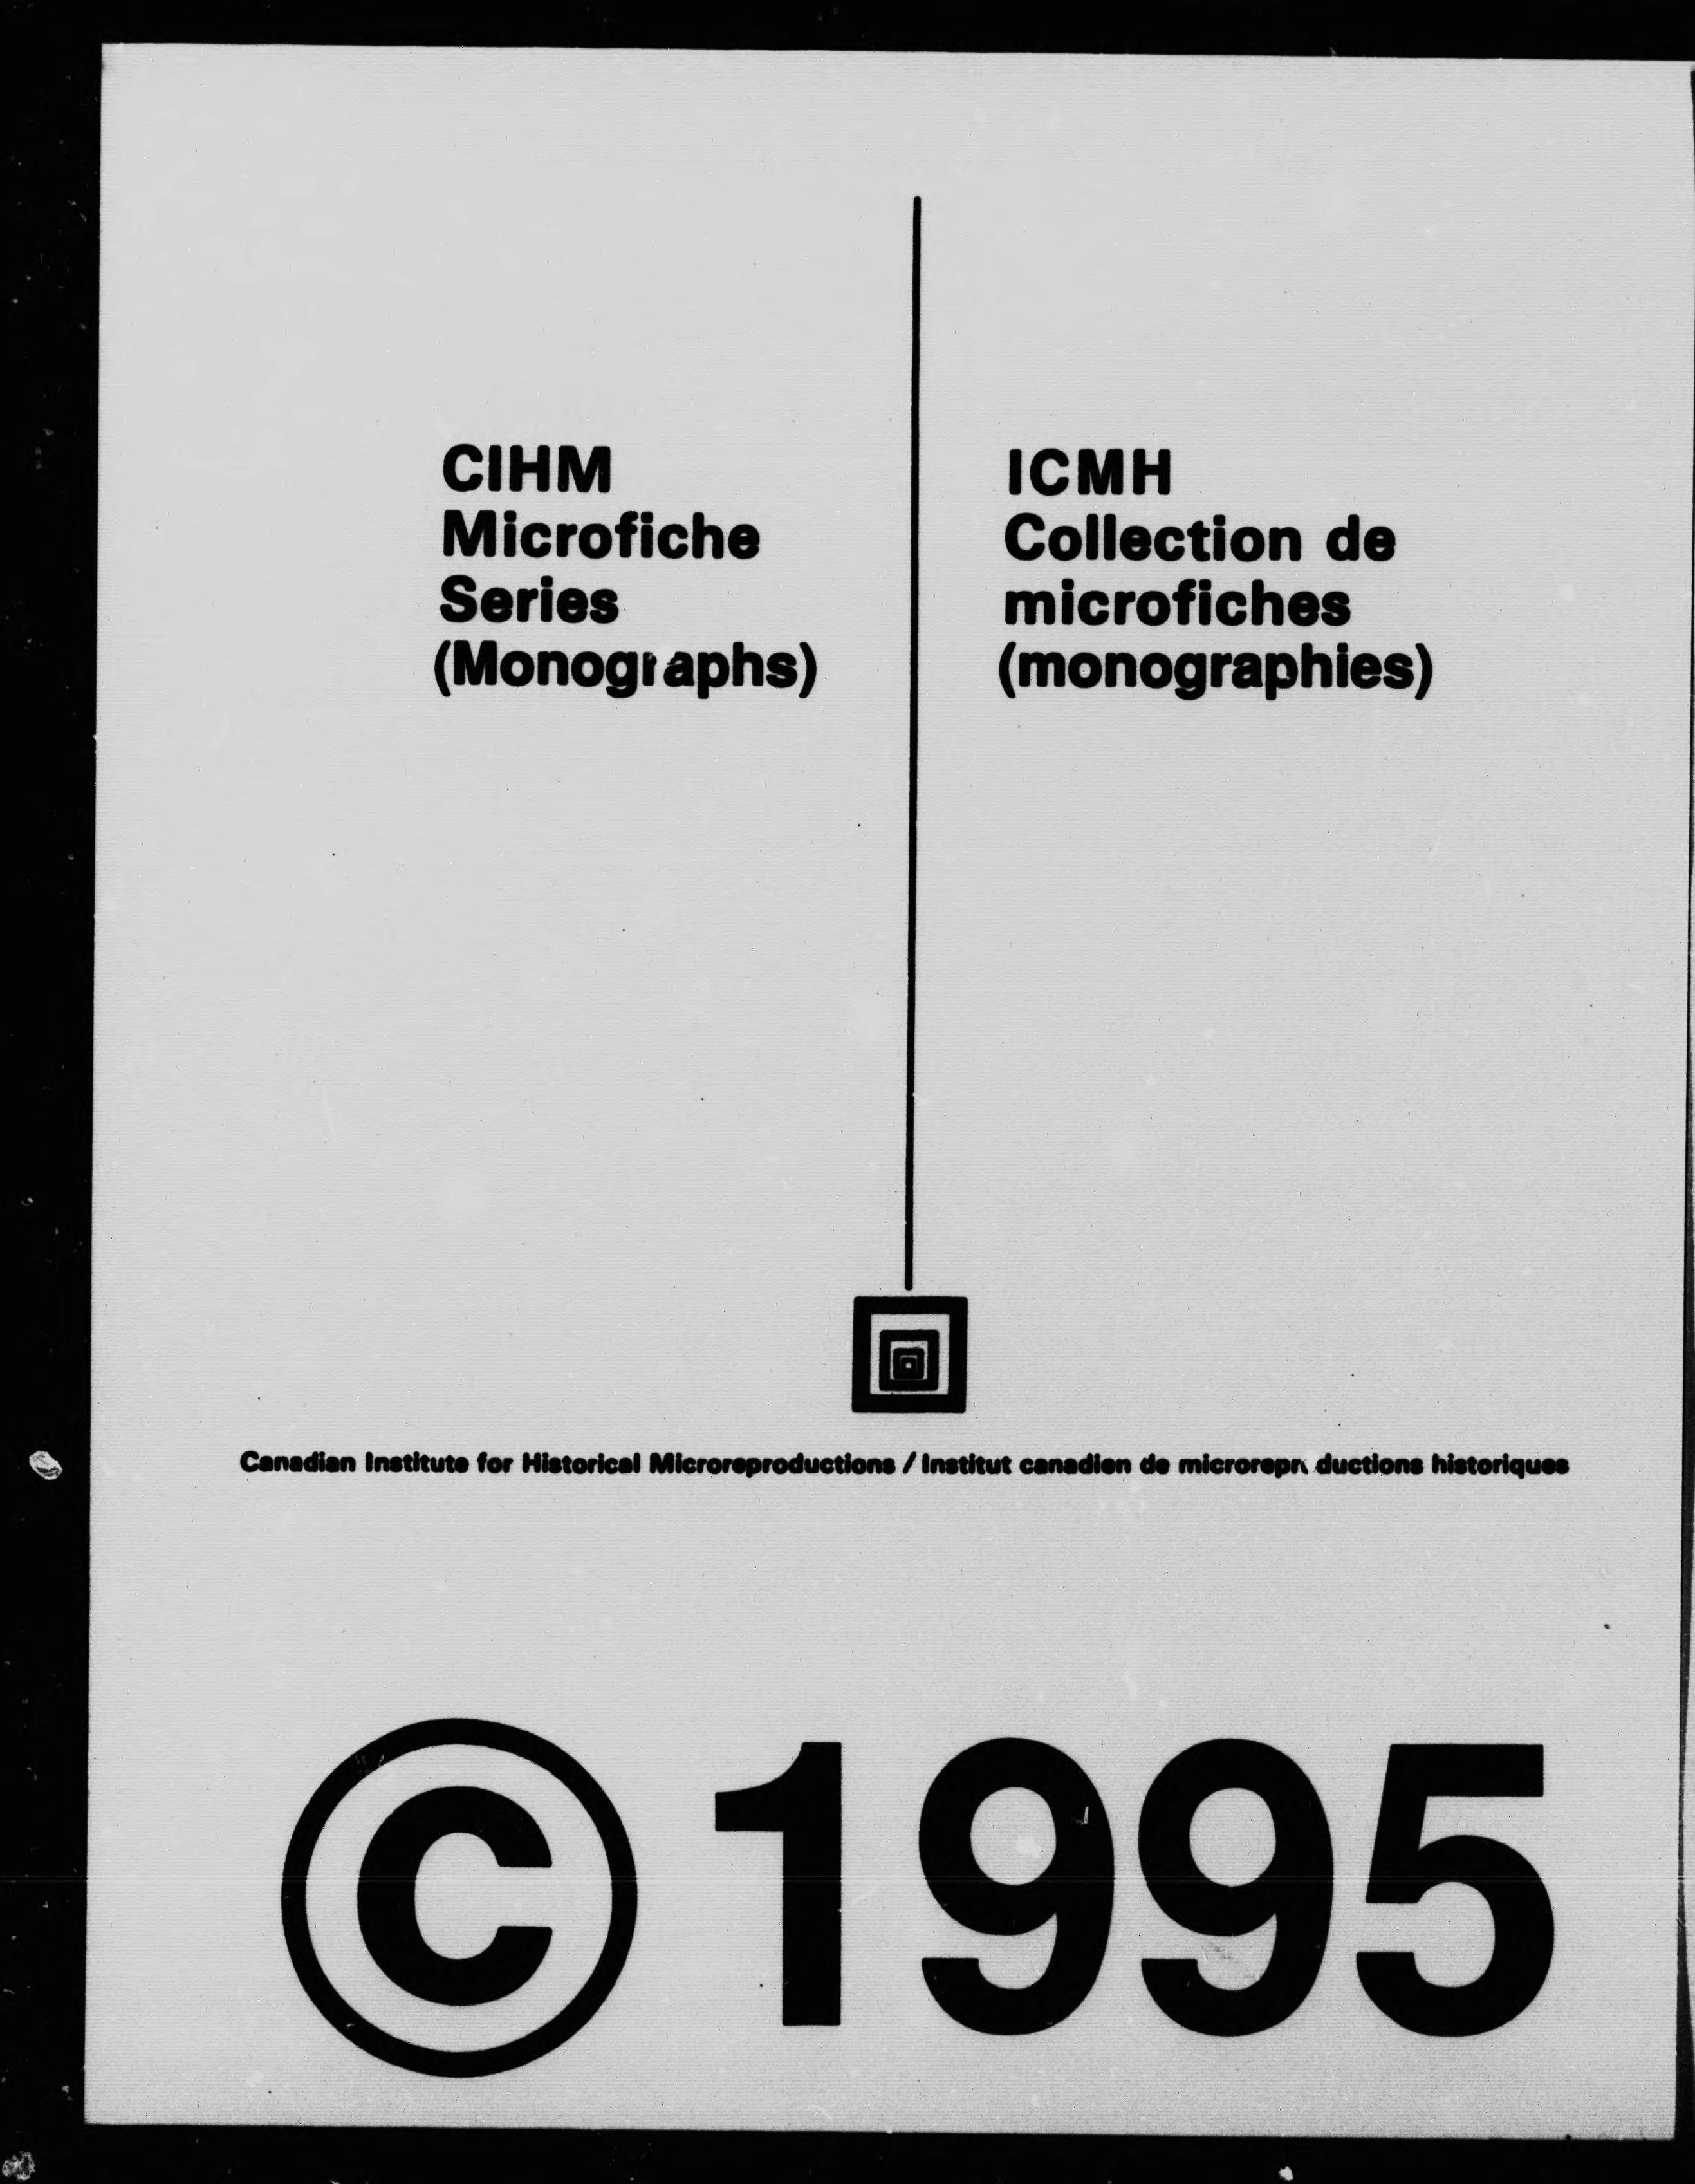 CIHM
Microfiche
Series
(Monographs)
ICMH
Collection de
microfiches
(monographies)
Canadian Institute for Historical Microreproductions / Institut canadien de microreproductions historiques
© 1995